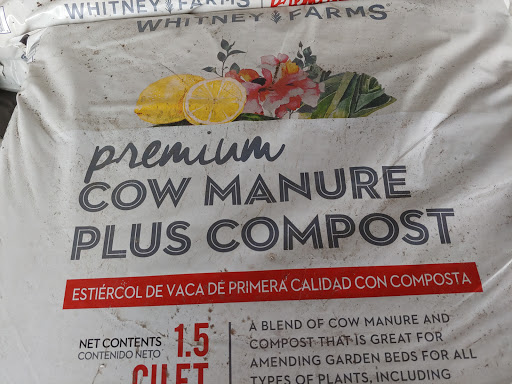 WHITNEY FARMS
WHITNEY FARMS
premium
COW MANURE
PLUS COMPOST
ESTIÉRCOL DE VACA DE PRIMERA CALIDAD CON COMPOSTA
NET CONTENTS
CONTENIDO NETO
1.5
CU FT
A BLEND OF COW MANURE AND
COMPOST THAT IS GREAT FOR
AMENDING GARDEN BEDS FOR ALL
TYPES OF PLANTS, INCLUDING